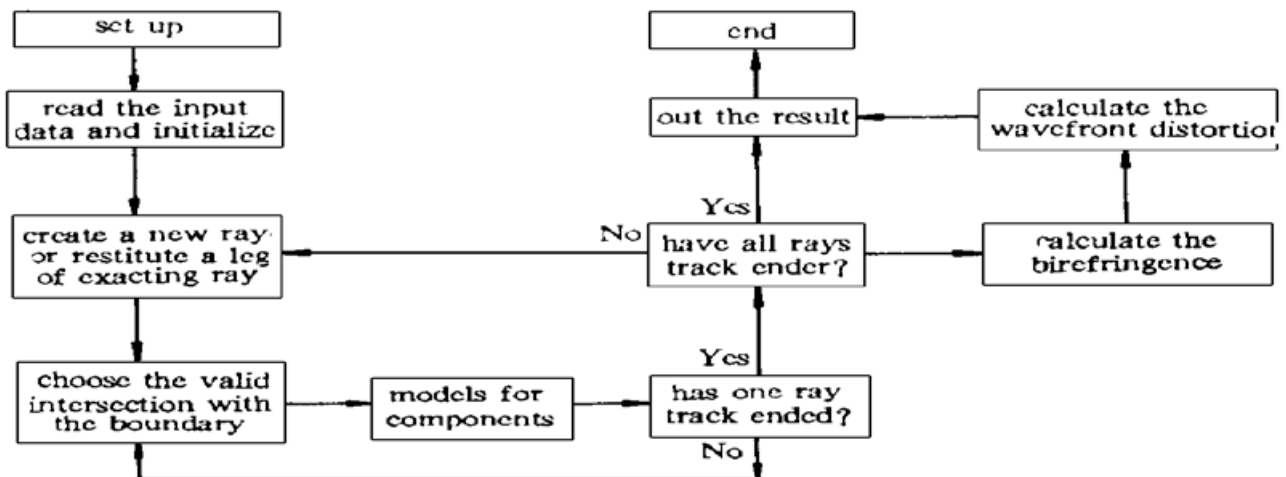 set up
read the input
data and initialize
create a new ray
or restitute a leg
of exacting ray
choose the valid
intersection with
the boundary
models for
components
has one ray
track ended?
No
Yes
have all rays
track ender?
No
Yes
out the result
end
calculate the
birefringence
calculate the
wavefront distortion